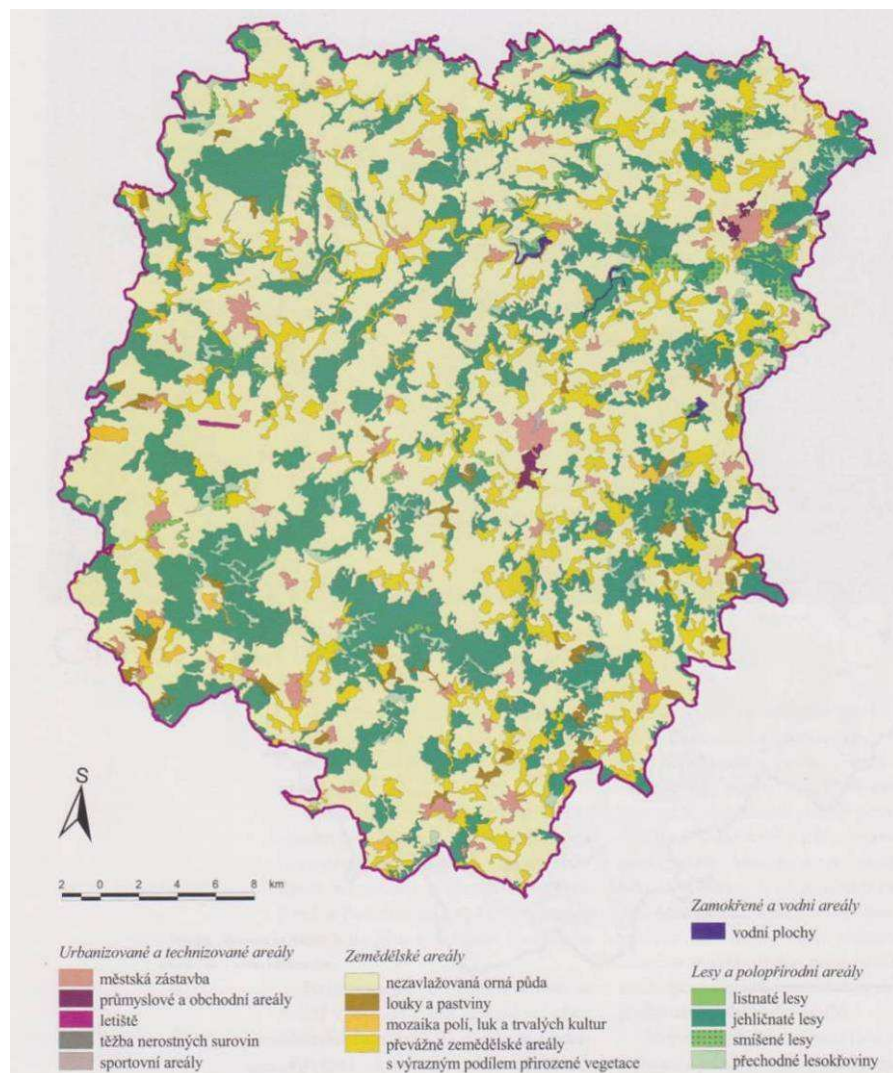 S
2 0 2 4 6 8 km
Urbanizované a technizované areály
městská zástavba
průmyslové a obchodní areály
letiště
těžba nerostných surovin
sportovní areály
Zemědělské areály
nezavlažovaná orná půda
louky a pastviny
mozaika polí, luk a trvalých kultur
převážně zemědělské areály
s výrazným podílem přirozené vegetace
Zamokřené a vodní areály
vodní plochy
Lesy a polopřírodní areály
listnaté lesy
jehličnaté lesy
smíšené lesy
přechodné lesokřoviny